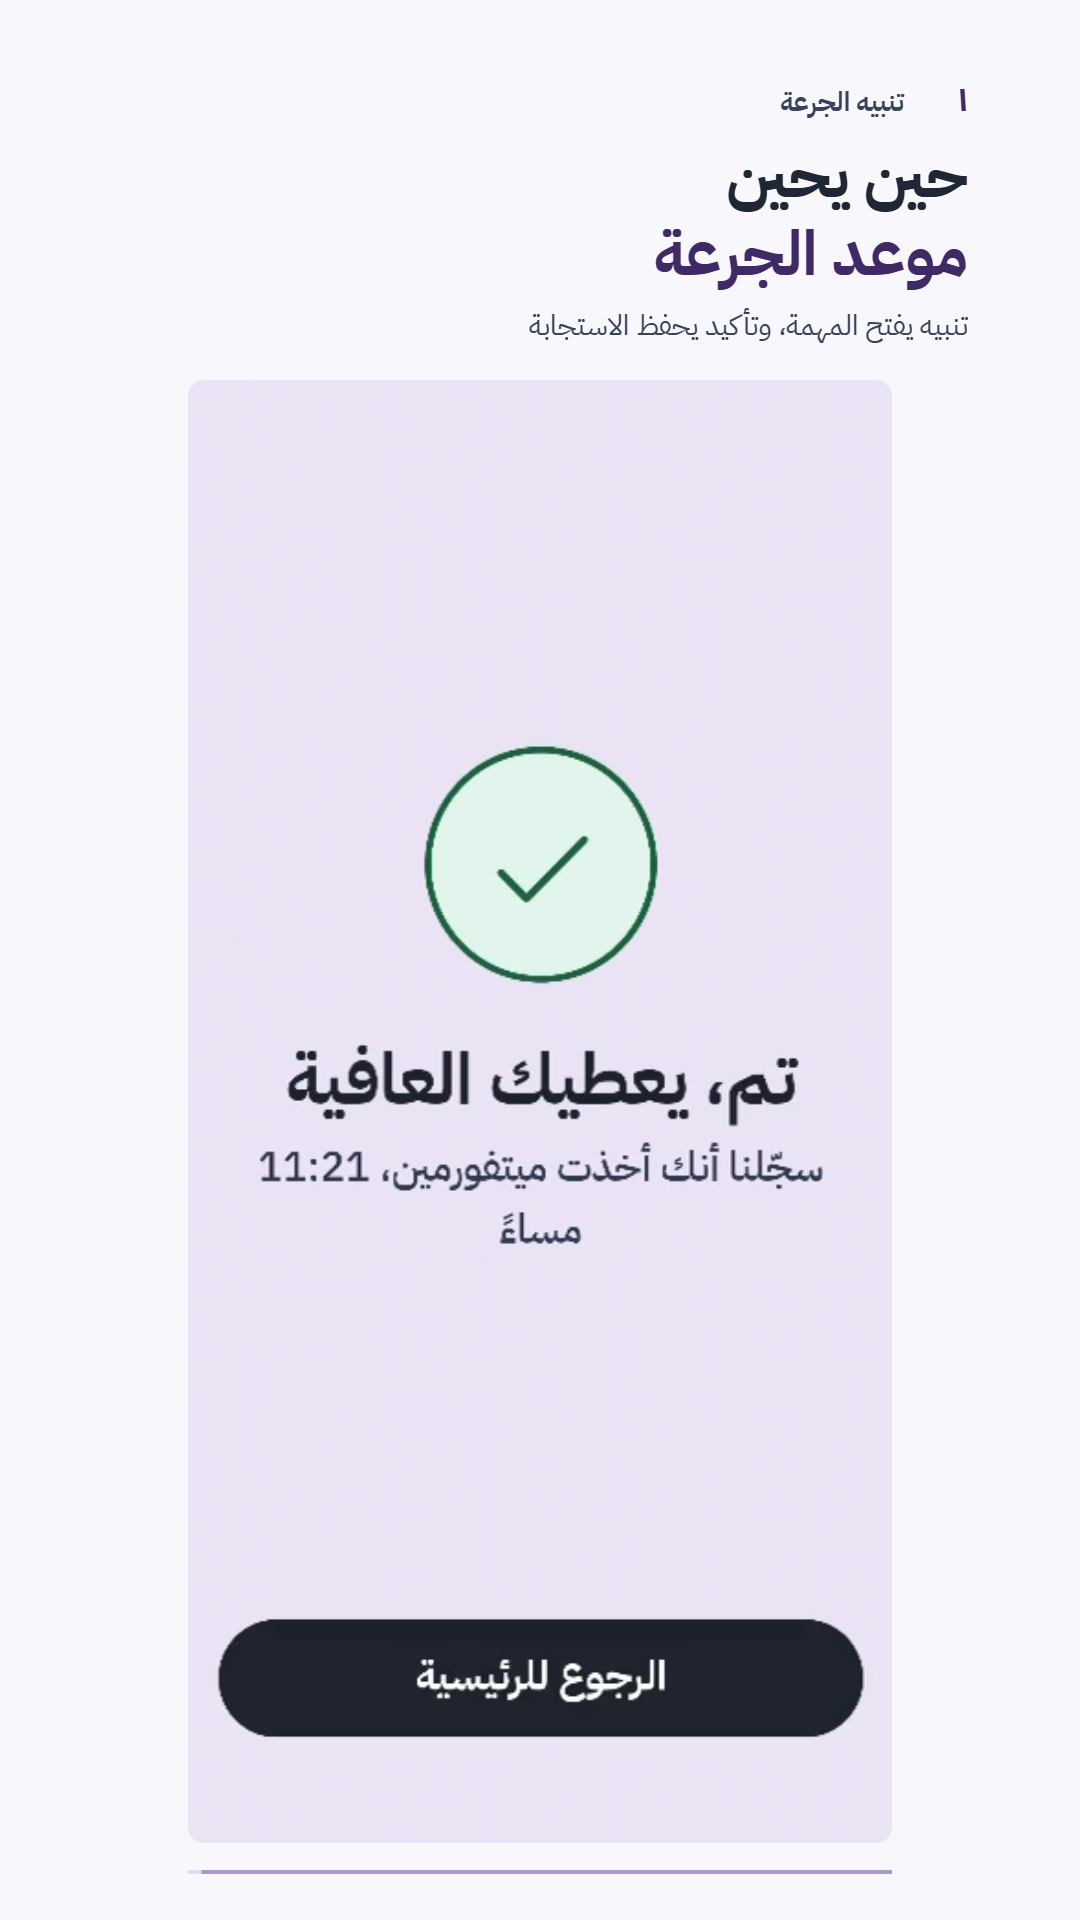 ١ تنبيه الجرعة
حين يحين
موعد الجرعة
تنبيه يفتح المهمة، وتأكيد يحفظ الاستجابة
تم، يعطيك العافية
سجّلنا أنك أخذت ميتفورمين، 11:21
مساءً
الرجوع للرئيسية